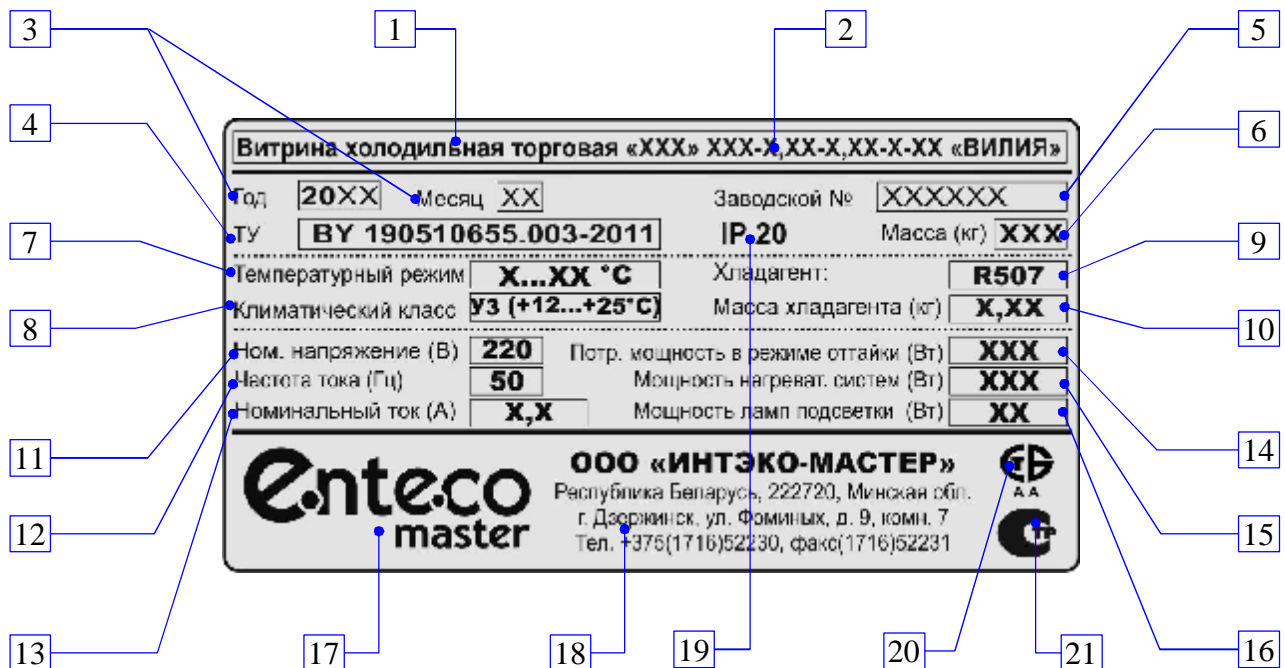 3 1 2 5
4 6
Витрина холодильная торговая «XXX» XXX-X,XX-X,XX-X-XX «ВИЛИЯ»
Год 20XX Месяц XX Заводской № XXXXXX
ТУ BY 190510655.003-2011 IP 20 Масса (кг) XXX
7 9
Температурный режим X...XX °C Хладагент: R507
Климатический класс У3 (+12...+25°C) Масса хладагента (кг) X,XX
8 10
Ном. напряжение (В) 220 Потр. мощность в режиме оттайки (Вт) XXX
Частота тока (Гц) 50 Мощность нагреват. систем (Вт) XXX
Номинальный ток (А) X,X Мощность ламп подсветки (Вт) XX
11 14
enteco master
ООО «ИНТЭКО-МАСТЕР»
Республика Беларусь, 222720, Минская обл.
г. Дзержинск, ул. Фоминых, д. 9, комн. 7
Тел. +375(1716)52230, факс(1716)52231
АА
ТР
12 15
13 17 18 19 20 21 16